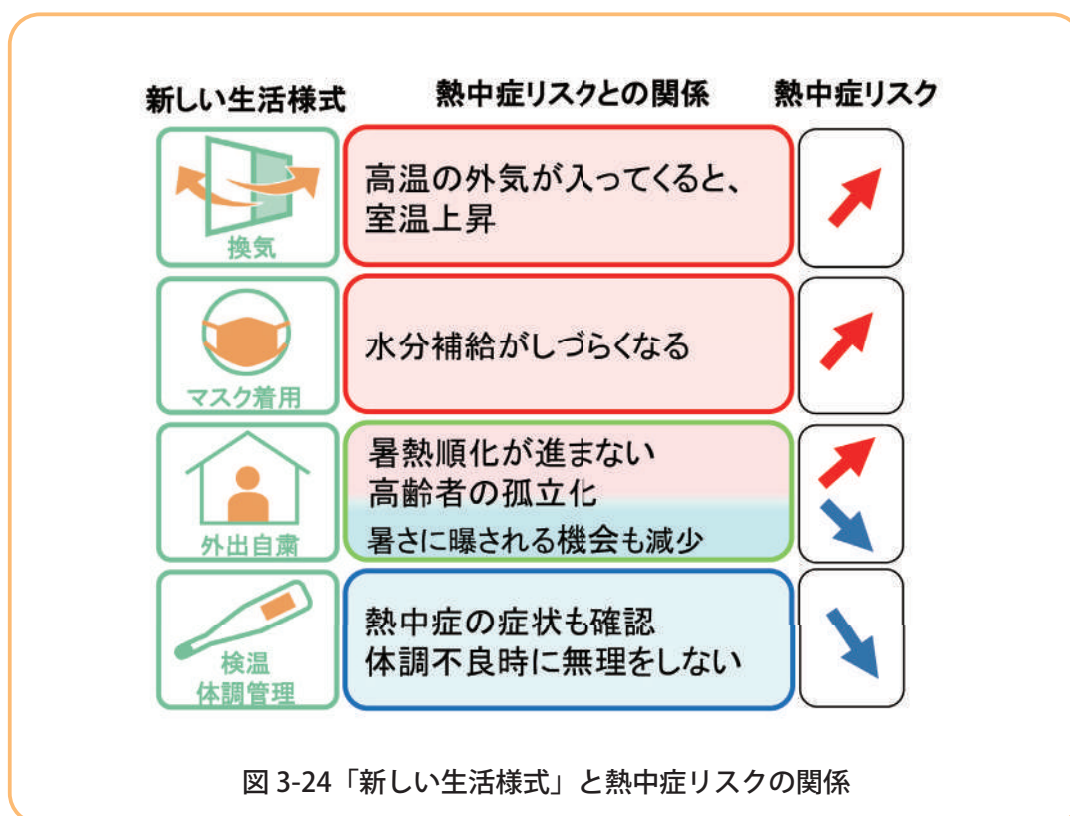 新しい生活様式
熱中症リスクとの関係
熱中症リスク
換気
高温の外気が入ってくると、
室温上昇
マスク着用
水分補給がしづらくなる
外出自粛
暑熱順化が進まない
高齢者の孤立化
暑さに曝される機会も減少
検温
体調管理
熱中症の症状も確認
体調不良時に無理をしない
図 3-24「新しい生活様式」と熱中症リスクの関係